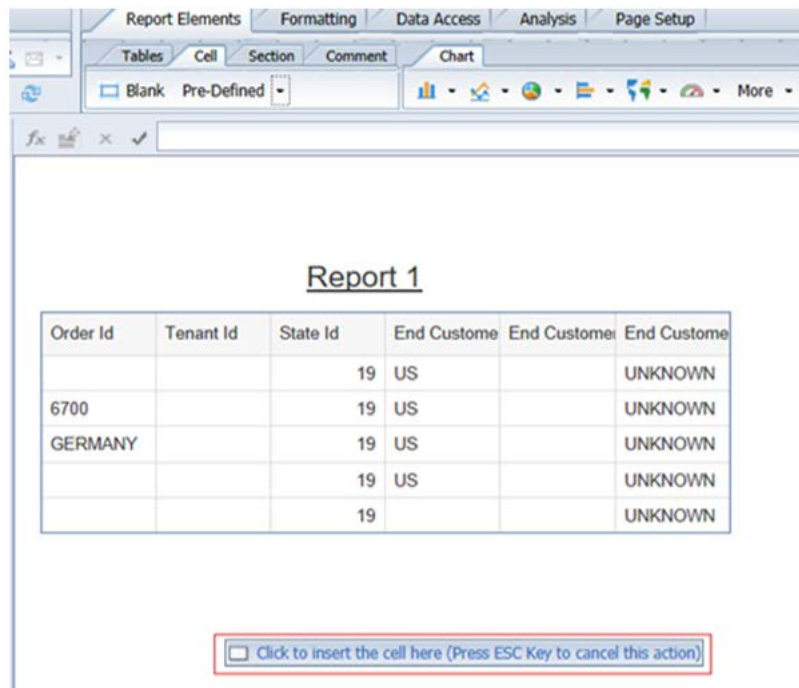 Report Elements Formatting Data Access Analysis Page Setup
Tables Cell Section Comment Chart
Blank Pre-Defined More
fx
Report 1
Order Id Tenant Id State Id End Custome End Customer End Custome
19 US UNKNOWN
6700 19 US UNKNOWN
GERMANY 19 US UNKNOWN
19 US UNKNOWN
19 UNKNOWN
Click to insert the cell here (Press ESC Key to cancel this action)